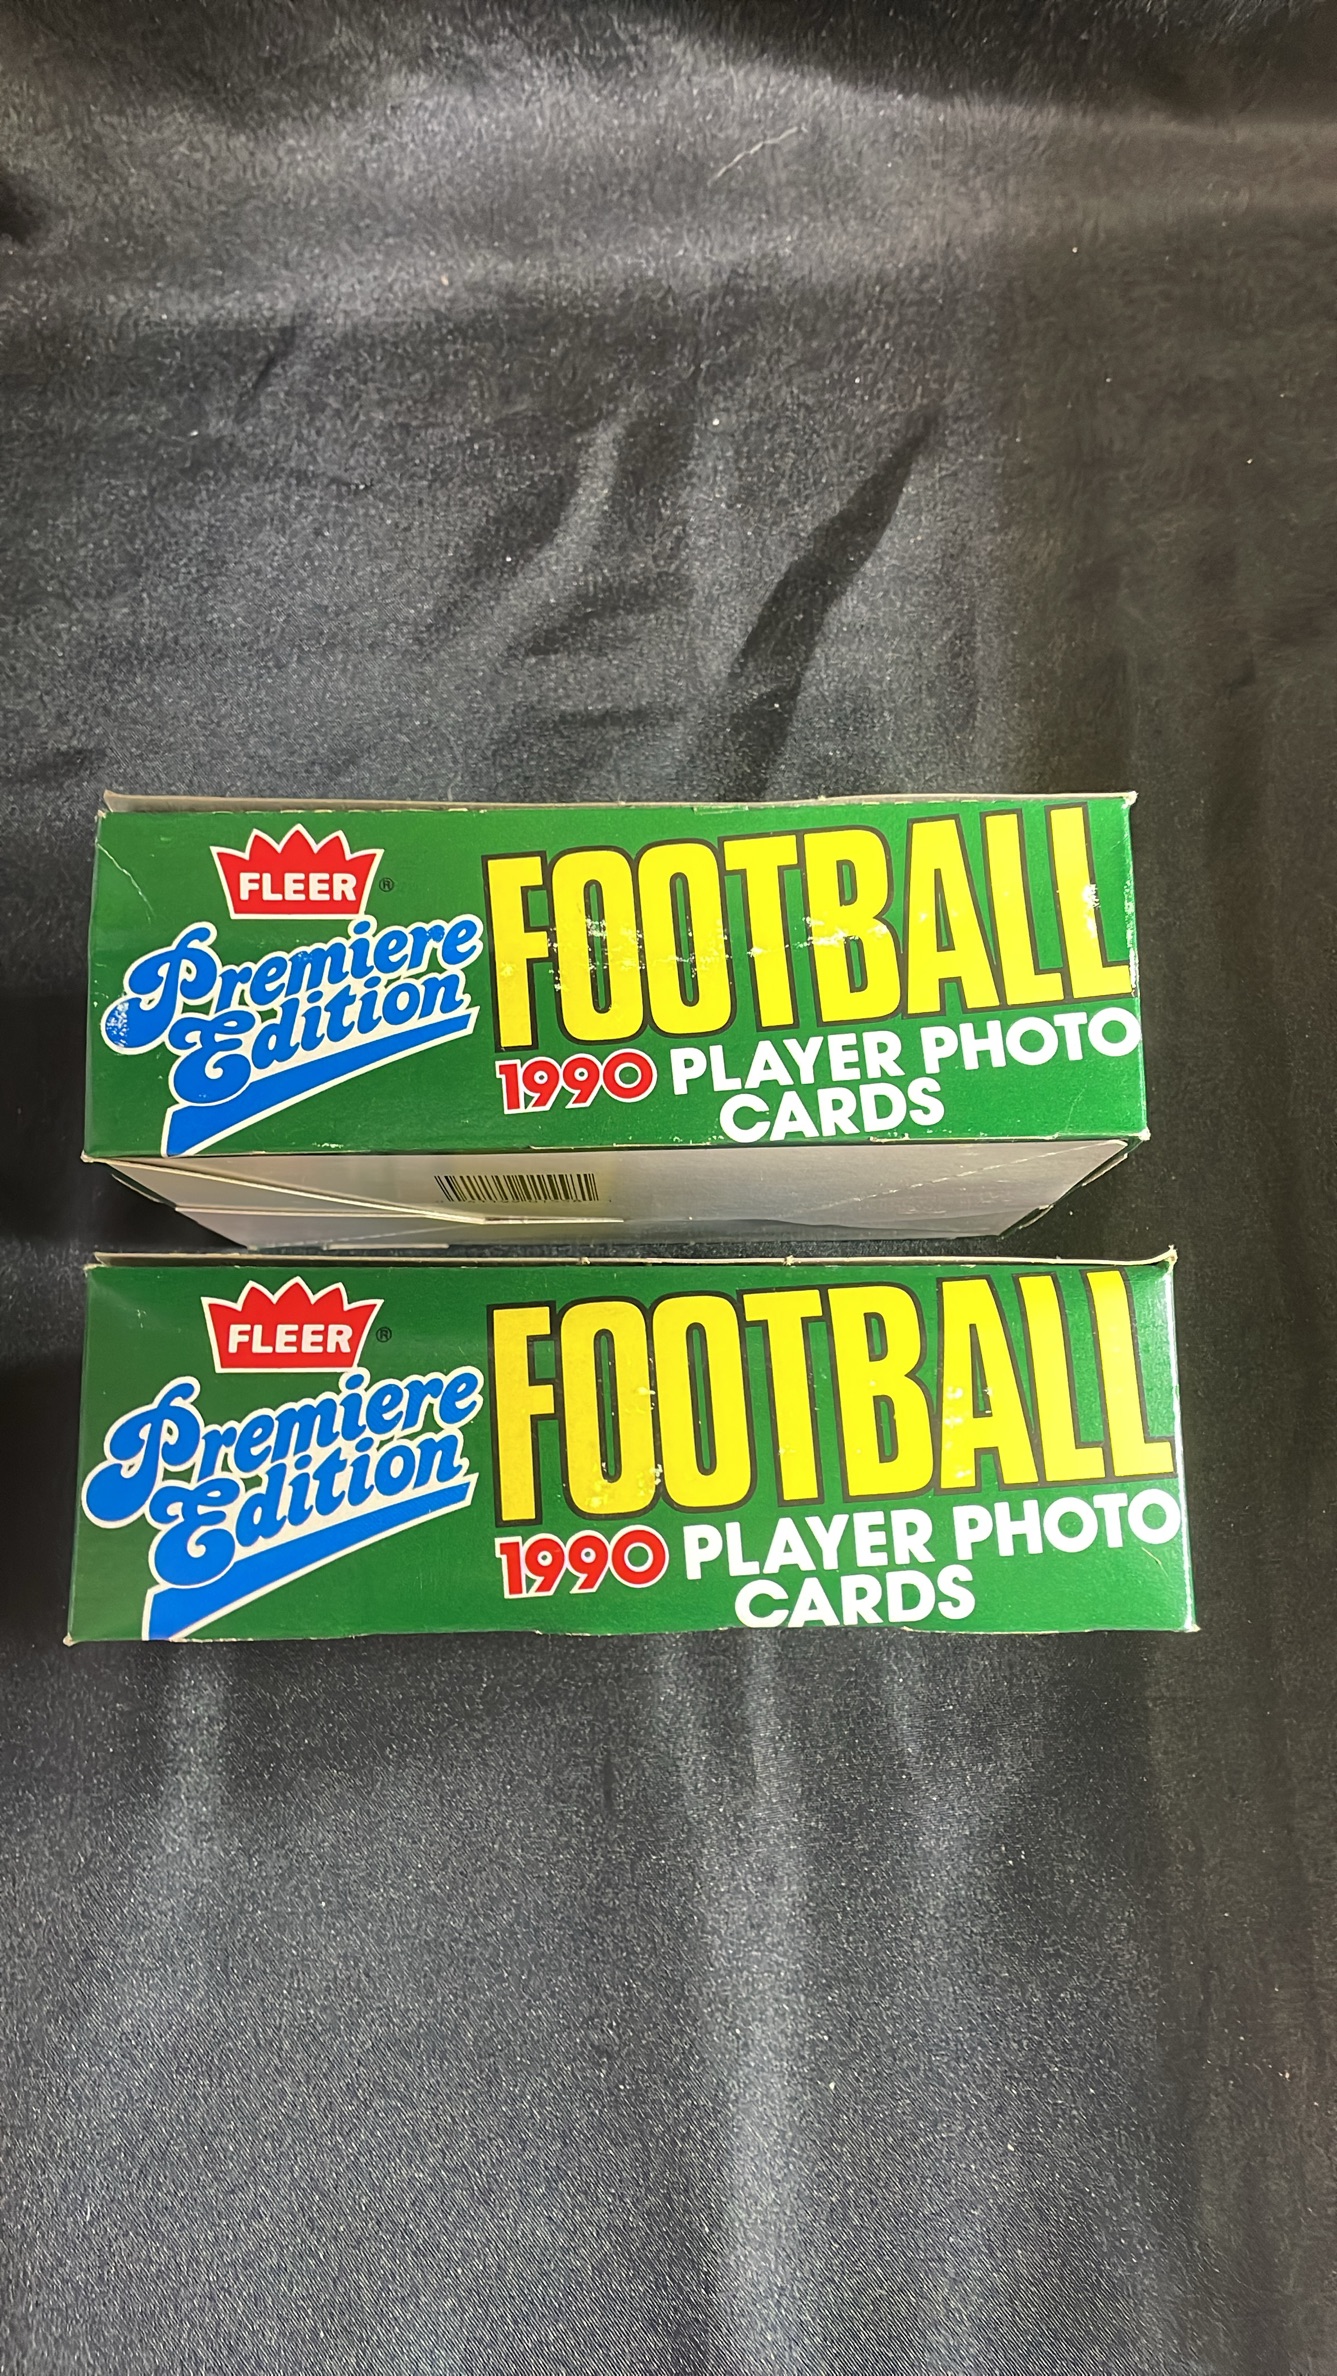 FLEER ®
Premiere
Edition
FOOTBALL
1990 PLAYER PHOTO
CARDS
FLEER ®
Premiere
Edition
FOOTBALL
1990 PLAYER PHOTO
CARDS